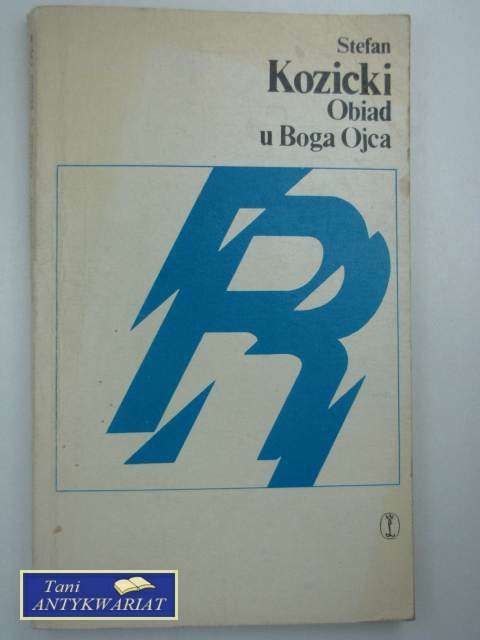 Stefan
Kozicki
Obiad
u Boga Ojca
R
Tani
ANTYKWARIAT